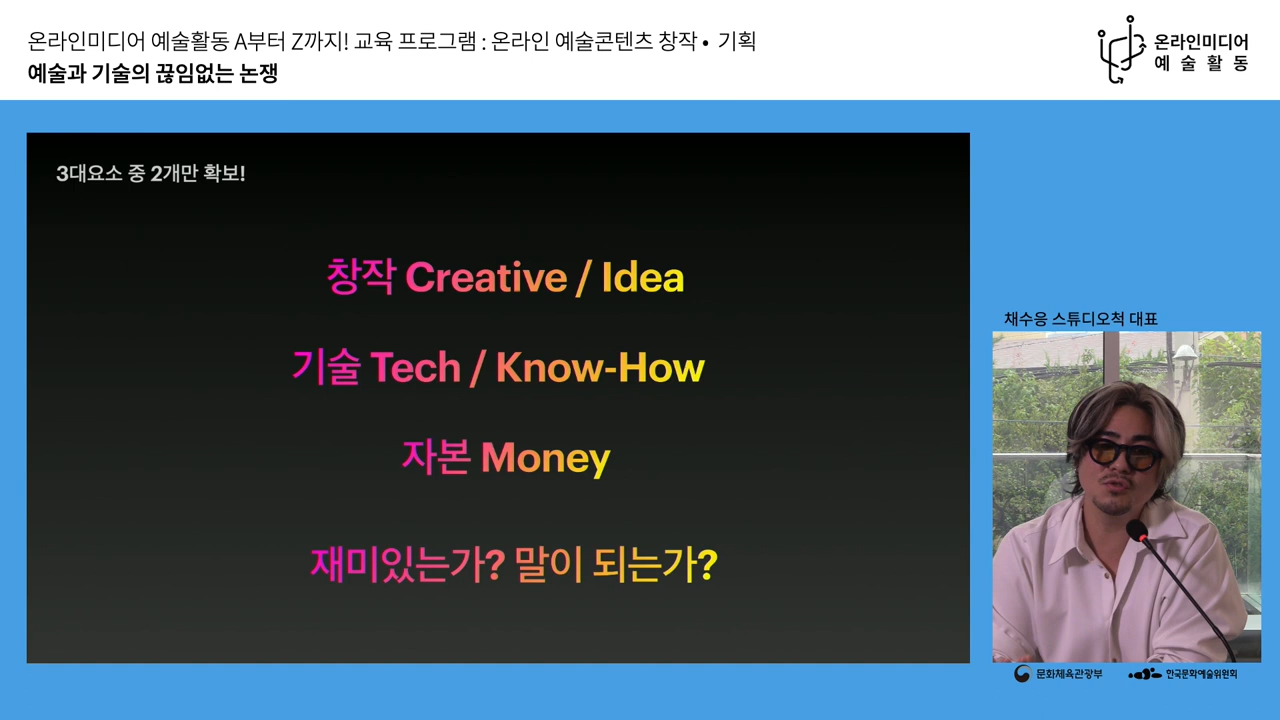 온라인미디어 예술활동 A부터 Z까지! 교육 프로그램 : 온라인 예술콘텐츠 창작 • 기획
예술과 기술의 끊임없는 논쟁
온라인미디어
예술활동
3대요소 중 2개만 확보!
창작 Creative / Idea
기술 Tech / Know-How
자본 Money
재미있는가? 말이 되는가?
채수응 스튜디오척 대표
문화체육관광부
한국문화예술위원회